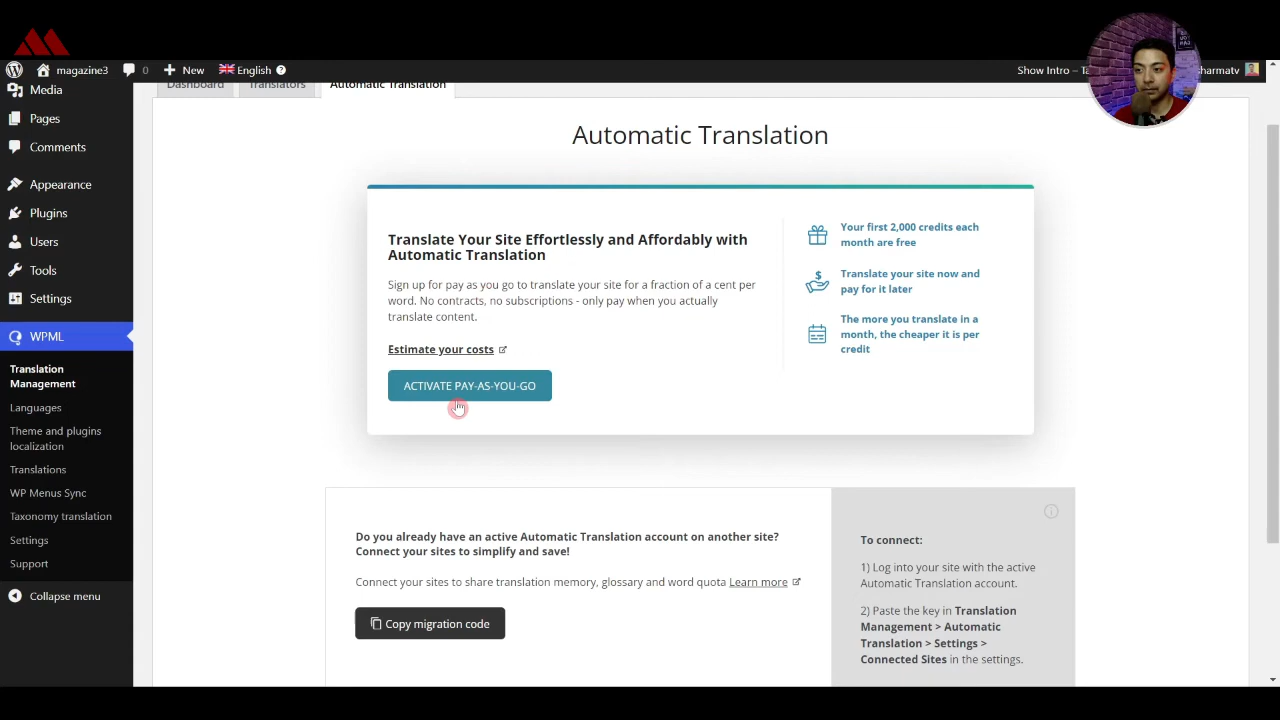 magazine3
0
New
English
Show Intro – Ta
harmatv
Media
Pages
Comments
Appearance
Plugins
Users
Tools
Settings
WPML
Translation
Management
Languages
Theme and plugins
localization
Translations
WP Menus Sync
Taxonomy translation
Settings
Support
Collapse menu
Dashboard
Translators
Automatic Translation
Automatic Translation
Translate Your Site Effortlessly and Affordably with
Automatic Translation
Sign up for pay as you go to translate your site for a fraction of a cent per
word. No contracts, no subscriptions - only pay when you actually
translate content.
Estimate your costs
ACTIVATE PAY-AS-YOU-GO
Your first 2,000 credits each
month are free
Translate your site now and
pay for it later
The more you translate in a
month, the cheaper it is per
credit
Do you already have an active Automatic Translation account on another site?
Connect your sites to simplify and save!
Connect your sites to share translation memory, glossary and word quota Learn more
Copy migration code
To connect:
1) Log into your site with the active
Automatic Translation account.
2) Paste the key in Translation
Management > Automatic
Translation > Settings >
Connected Sites in the settings.